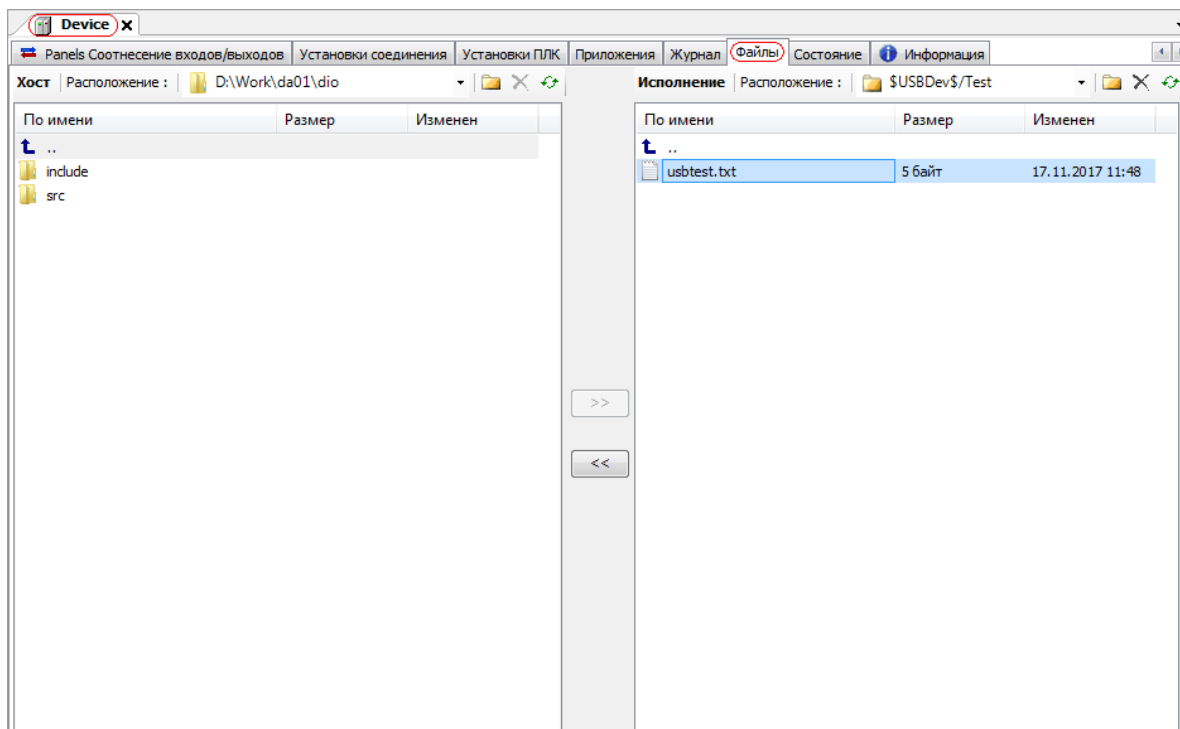 Device
Panels Соотнесение входов/выходов Установки соединения Установки ПЛК Приложения Журнал Файлы Состояние Информация
Хост Расположение : D:\Work\da01\dio Исполнение Расположение : $USBDev$/Test
По имени Размер Изменен По имени Размер Изменен
.. ..
include usbtest.txt 5 байт 17.11.2017 11:48
src
>>
<<